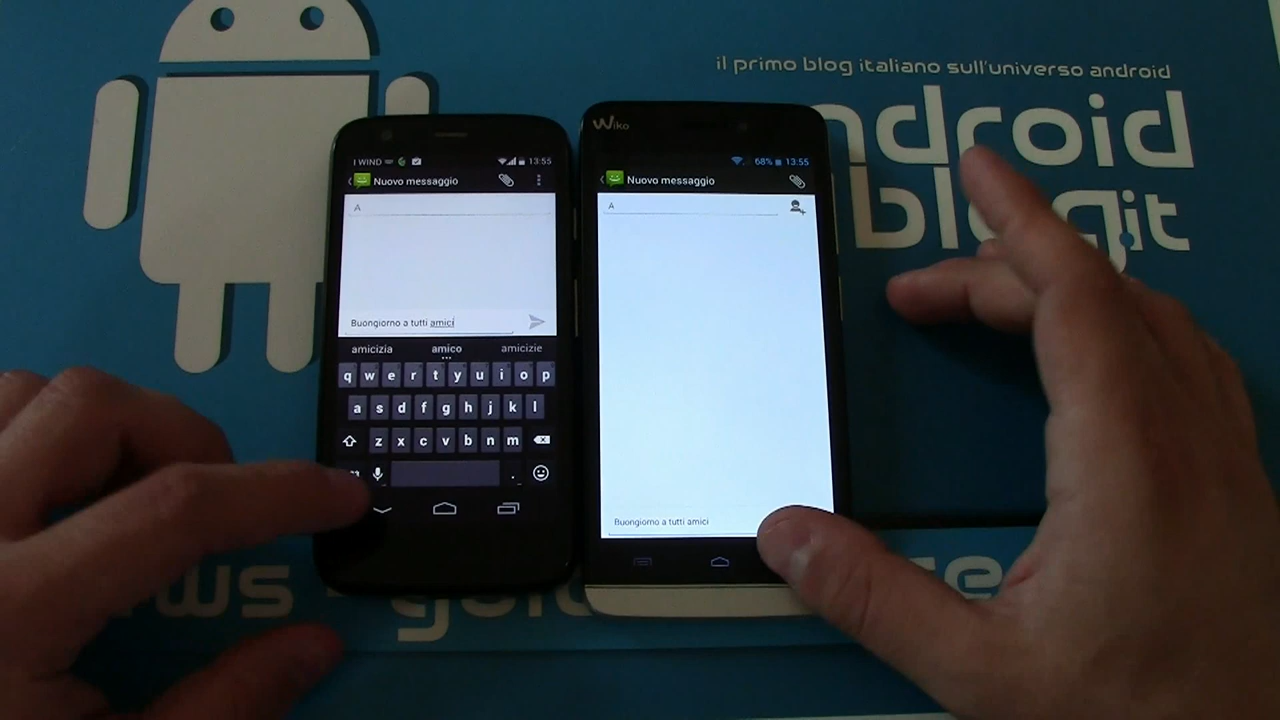 il primo blog italiano sull'universo android
ndroid
blogit
Wiko
I WIND
13:55
Nuovo messaggio
A
Buongiorno a tutti amici
amicizia amico amicizie
q w e r t y u i o p
a s d f g h j k l
z x c v b n m
.
68% 13:55
Nuovo messaggio
A
Buongiorno a tutti amici